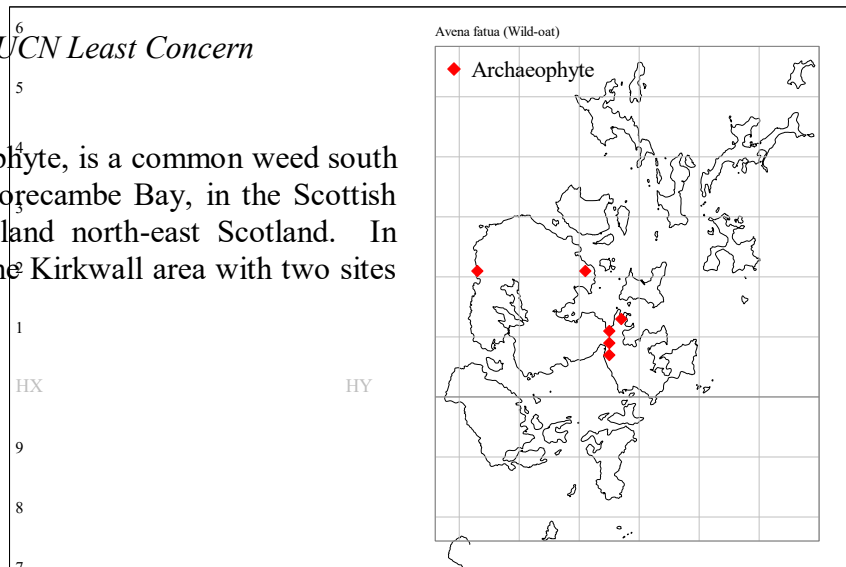 6
UCN Least Concern
Avena fatua (Wild-oat)
Archaeophyte
5
4
phyte, is a common weed south
orecambe Bay, in the Scottish
3
land north-east Scotland. In
2
ne Kirkwall area with two sites
1
HX HY
9
8
7